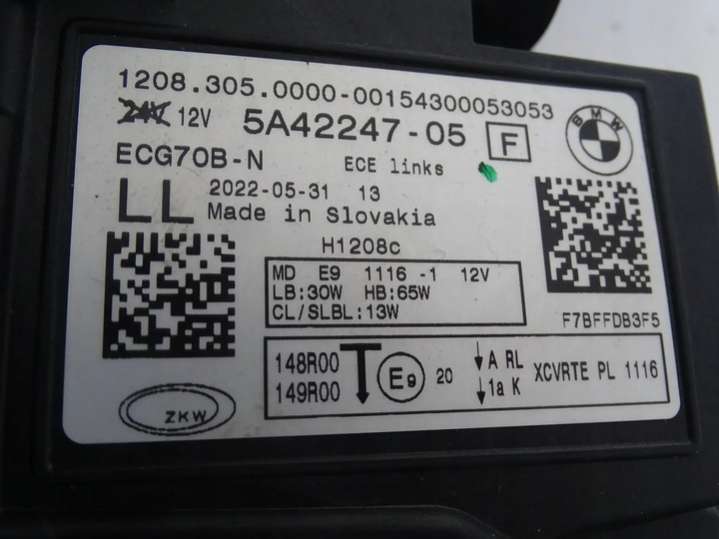 1208.305.0000-00154300053053
24V 12V 5A42247-05 F BMW
ECG70B-N ECE links
LL 2022-05-31 13
Made in Slovakia
H1208c
MD E9 1116 -1 12V
LB:30W HB:65W
CL/SLBL:13W
F7BFFDB3F5
148R00 E9 20 A RL XCVRTE PL 1116
149R00 1a K
ZKW